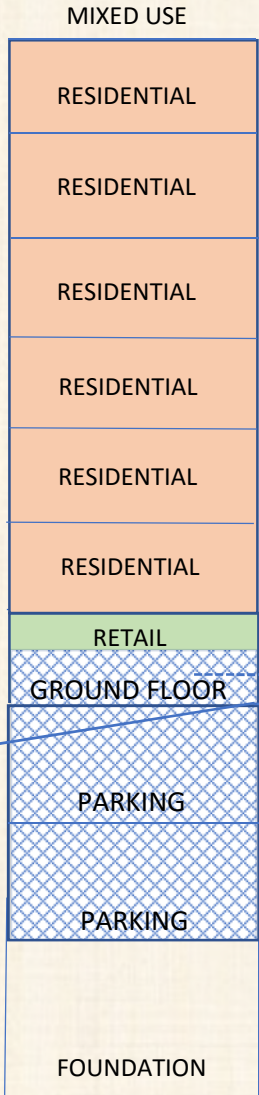 MIXED USE
RESIDENTIAL
RESIDENTIAL
RESIDENTIAL
RESIDENTIAL
RESIDENTIAL
RESIDENTIAL
RETAIL
GROUND FLOOR
PARKING
PARKING
FOUNDATION